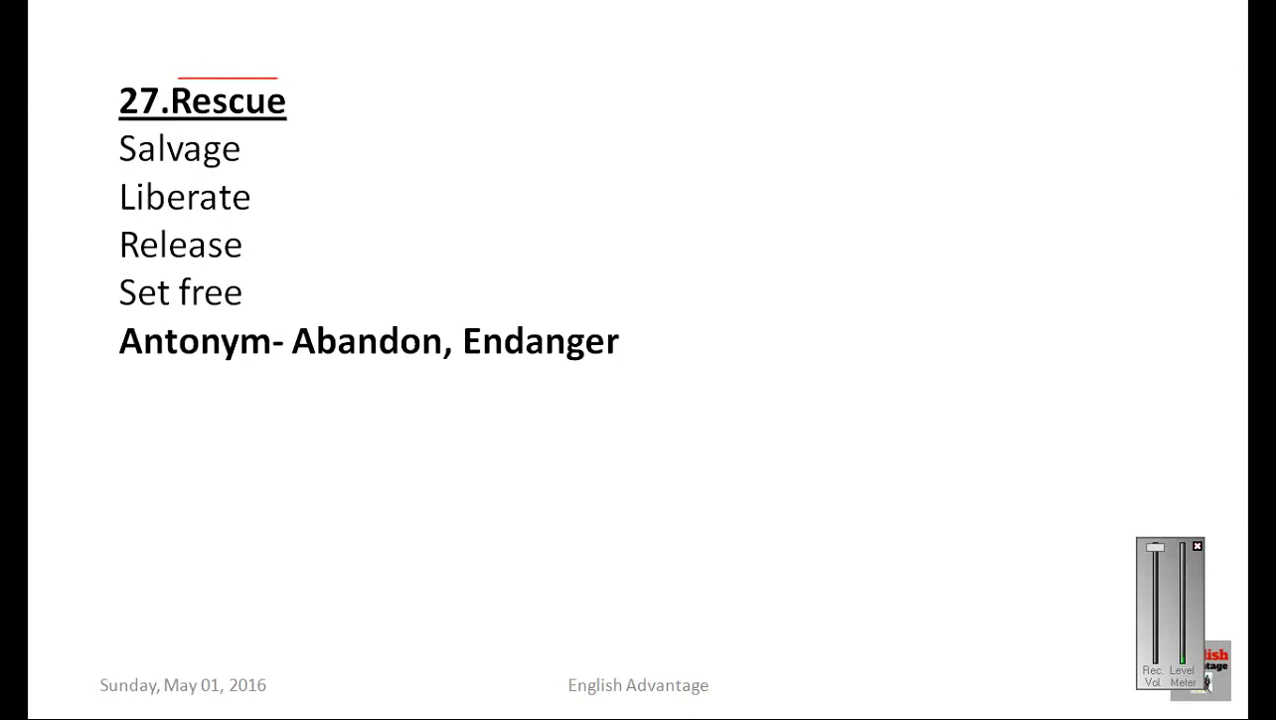 27.Rescue
Salvage
Liberate
Release
Set free
Antonym- Abandon, Endanger
Rec. Level
Vol. Meter
Sunday, May 01, 2016
English Advantage